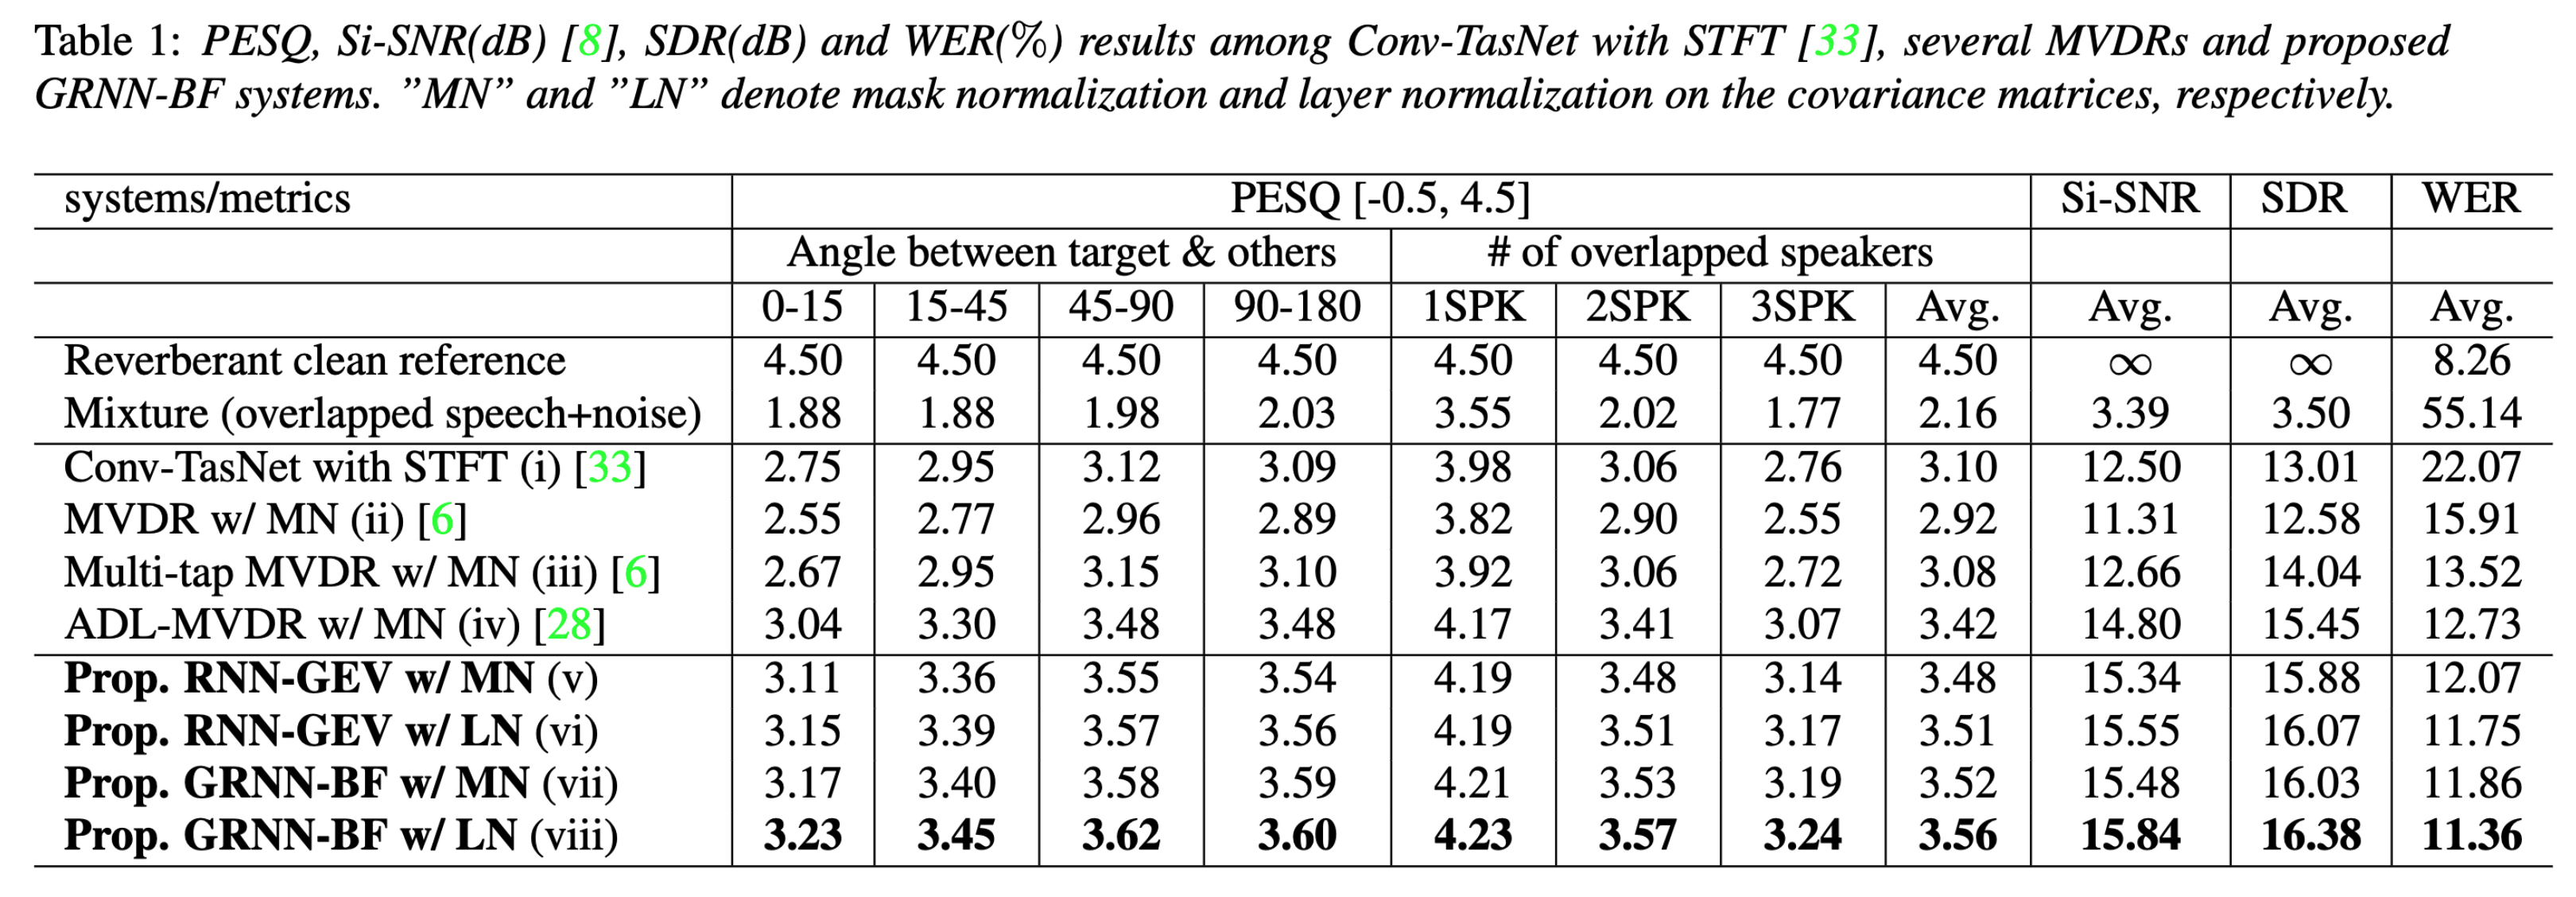 Table 1: PESQ, Si-SNR(dB) [8], SDR(dB) and WER(%) results among Conv-TasNet with STFT [33], several MVDRs and proposed
GRNN-BF systems. ”MN” and ”LN” denote mask normalization and layer normalization on the covariance matrices, respectively.
systems/metrics PESQ [-0.5, 4.5] Si-SNR SDR WER
Angle between target & others # of overlapped speakers
0-15 15-45 45-90 90-180 1SPK 2SPK 3SPK Avg. Avg. Avg. Avg.
Reverberant clean reference 4.50 4.50 4.50 4.50 4.50 4.50 4.50 4.50 ∞ ∞ 8.26
Mixture (overlapped speech+noise) 1.88 1.88 1.98 2.03 3.55 2.02 1.77 2.16 3.39 3.50 55.14
Conv-TasNet with STFT (i) [33] 2.75 2.95 3.12 3.09 3.98 3.06 2.76 3.10 12.50 13.01 22.07
MVDR w/ MN (ii) [6] 2.55 2.77 2.96 2.89 3.82 2.90 2.55 2.92 11.31 12.58 15.91
Multi-tap MVDR w/ MN (iii) [6] 2.67 2.95 3.15 3.10 3.92 3.06 2.72 3.08 12.66 14.04 13.52
ADL-MVDR w/ MN (iv) [28] 3.04 3.30 3.48 3.48 4.17 3.41 3.07 3.42 14.80 15.45 12.73
Prop. RNN-GEV w/ MN (v) 3.11 3.36 3.55 3.54 4.19 3.48 3.14 3.48 15.34 15.88 12.07
Prop. RNN-GEV w/ LN (vi) 3.15 3.39 3.57 3.56 4.19 3.51 3.17 3.51 15.55 16.07 11.75
Prop. GRNN-BF w/ MN (vii) 3.17 3.40 3.58 3.59 4.21 3.53 3.19 3.52 15.48 16.03 11.86
Prop. GRNN-BF w/ LN (viii) 3.23 3.45 3.62 3.60 4.23 3.57 3.24 3.56 15.84 16.38 11.36